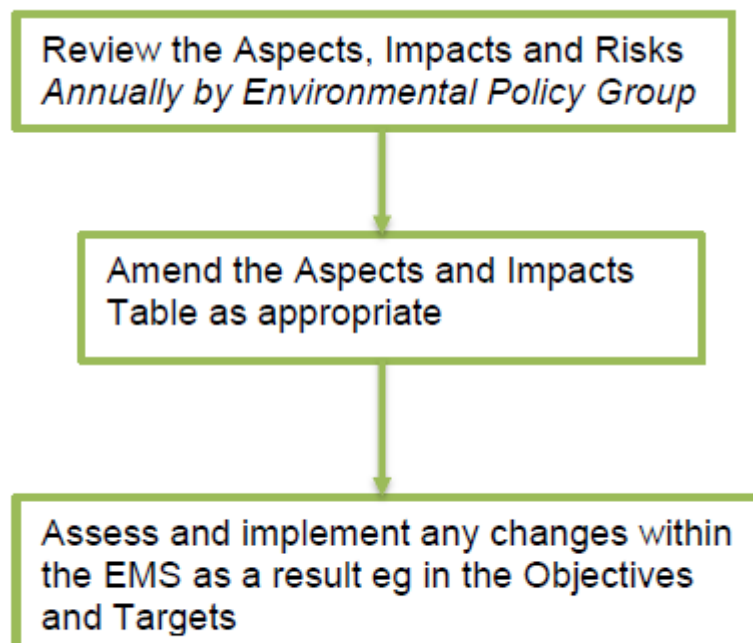 Review the Aspects, Impacts and Risks
Annually by Environmental Policy Group
Amend the Aspects and Impacts
Table as appropriate
Assess and implement any changes within
the EMS as a result eg in the Objectives
and Targets